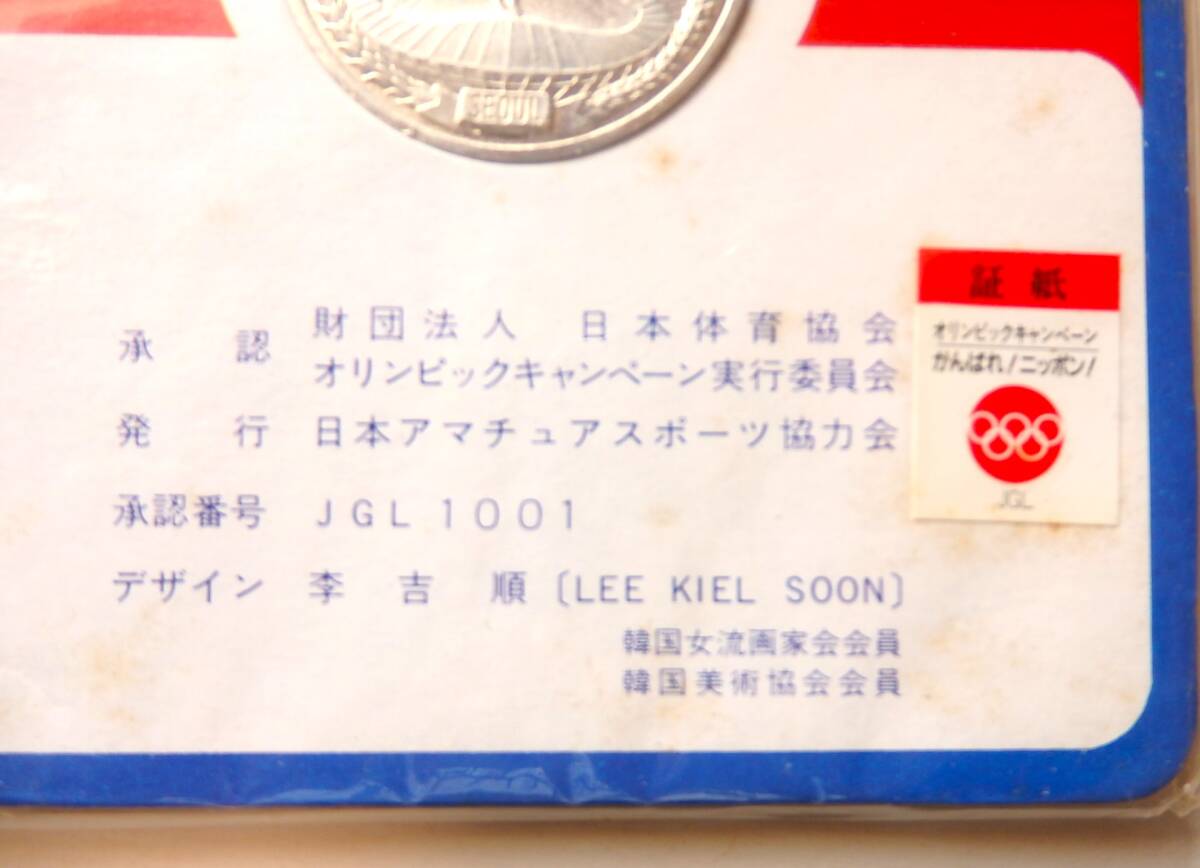 SEOUL
承認 財団法人 日本体育協会
オリンピックキャンペーン実行委員会
発行 日本アマチュアスポーツ協力会
承認番号 JGL1001
デザイン 李吉順〔LEE KIEL SOON〕
韓国女流画家会会員
韓国美術協会会員
証紙
オリンピックキャンペーン
がんばれ!ニッポン!
JGL